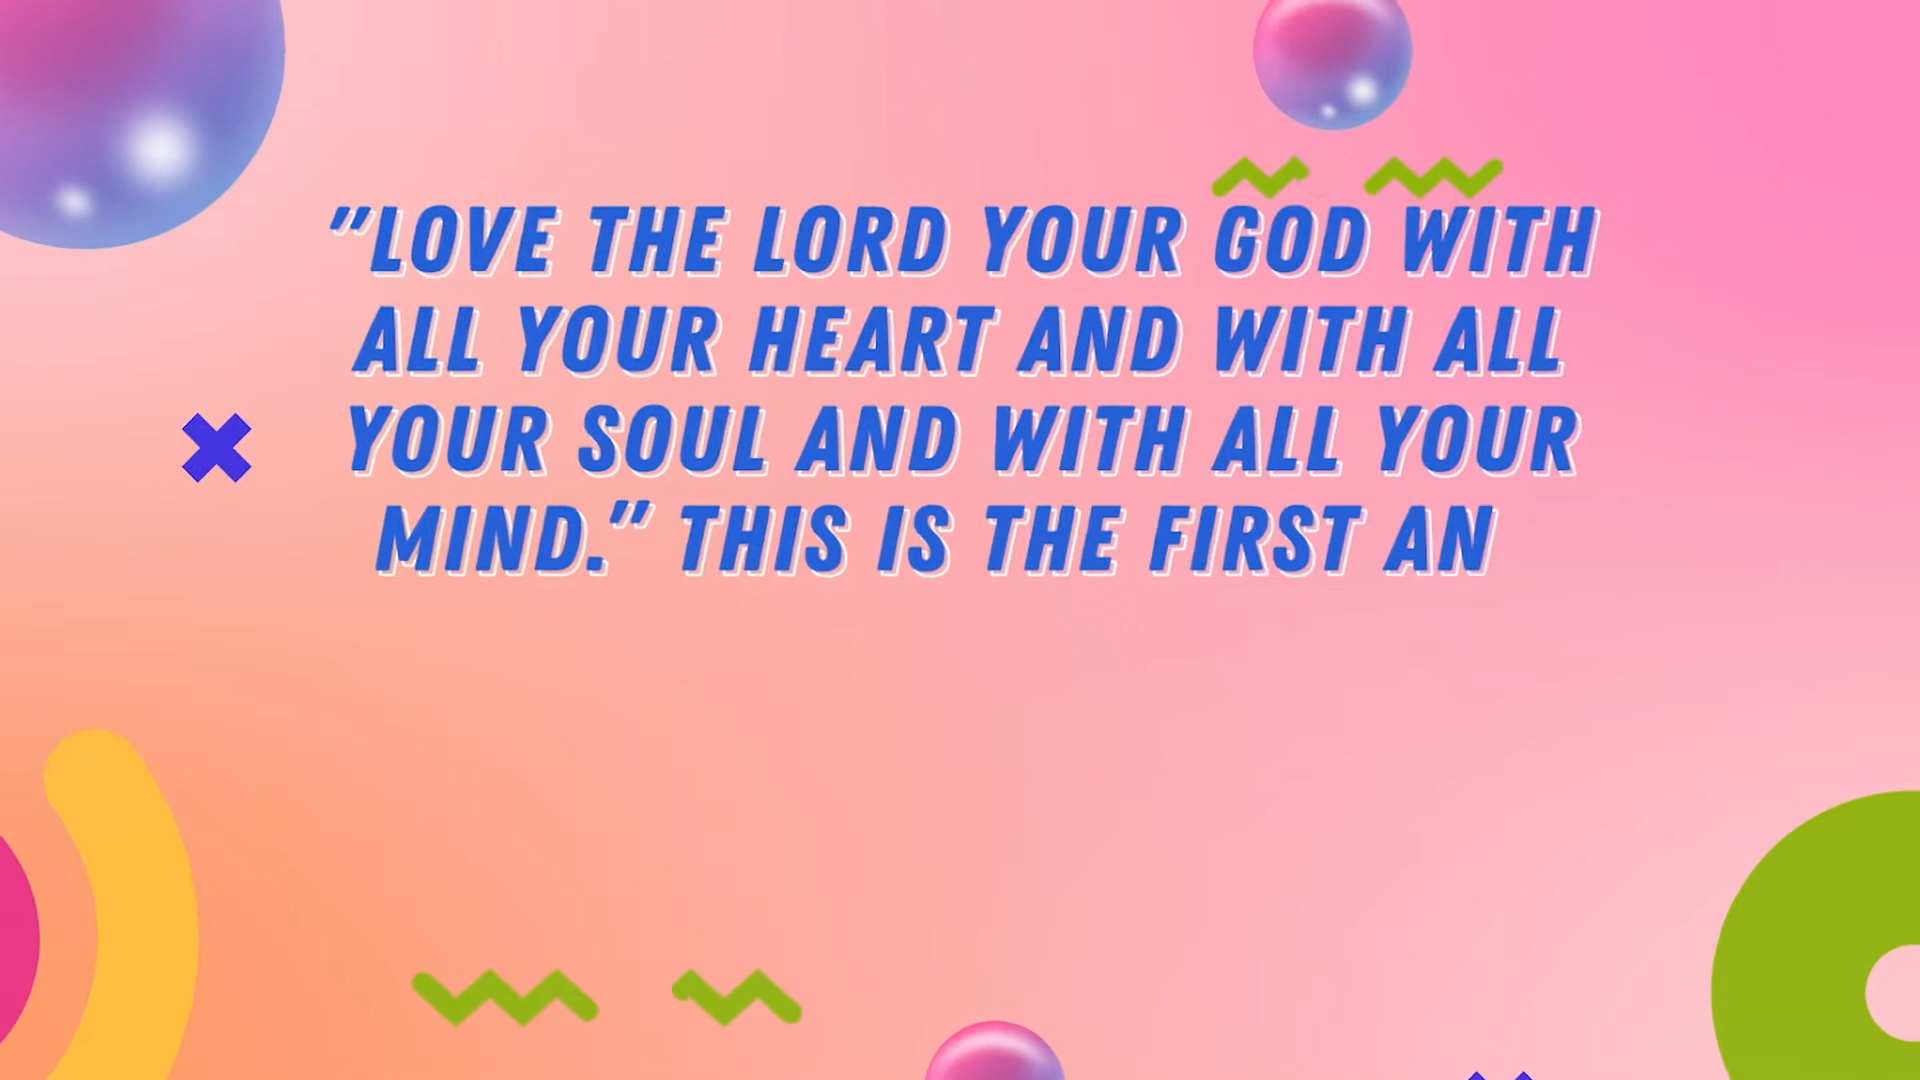 "LOVE THE LORD YOUR GOD WITH
ALL YOUR HEART AND WITH ALL
YOUR SOUL AND WITH ALL YOUR
MIND." THIS IS THE FIRST AN